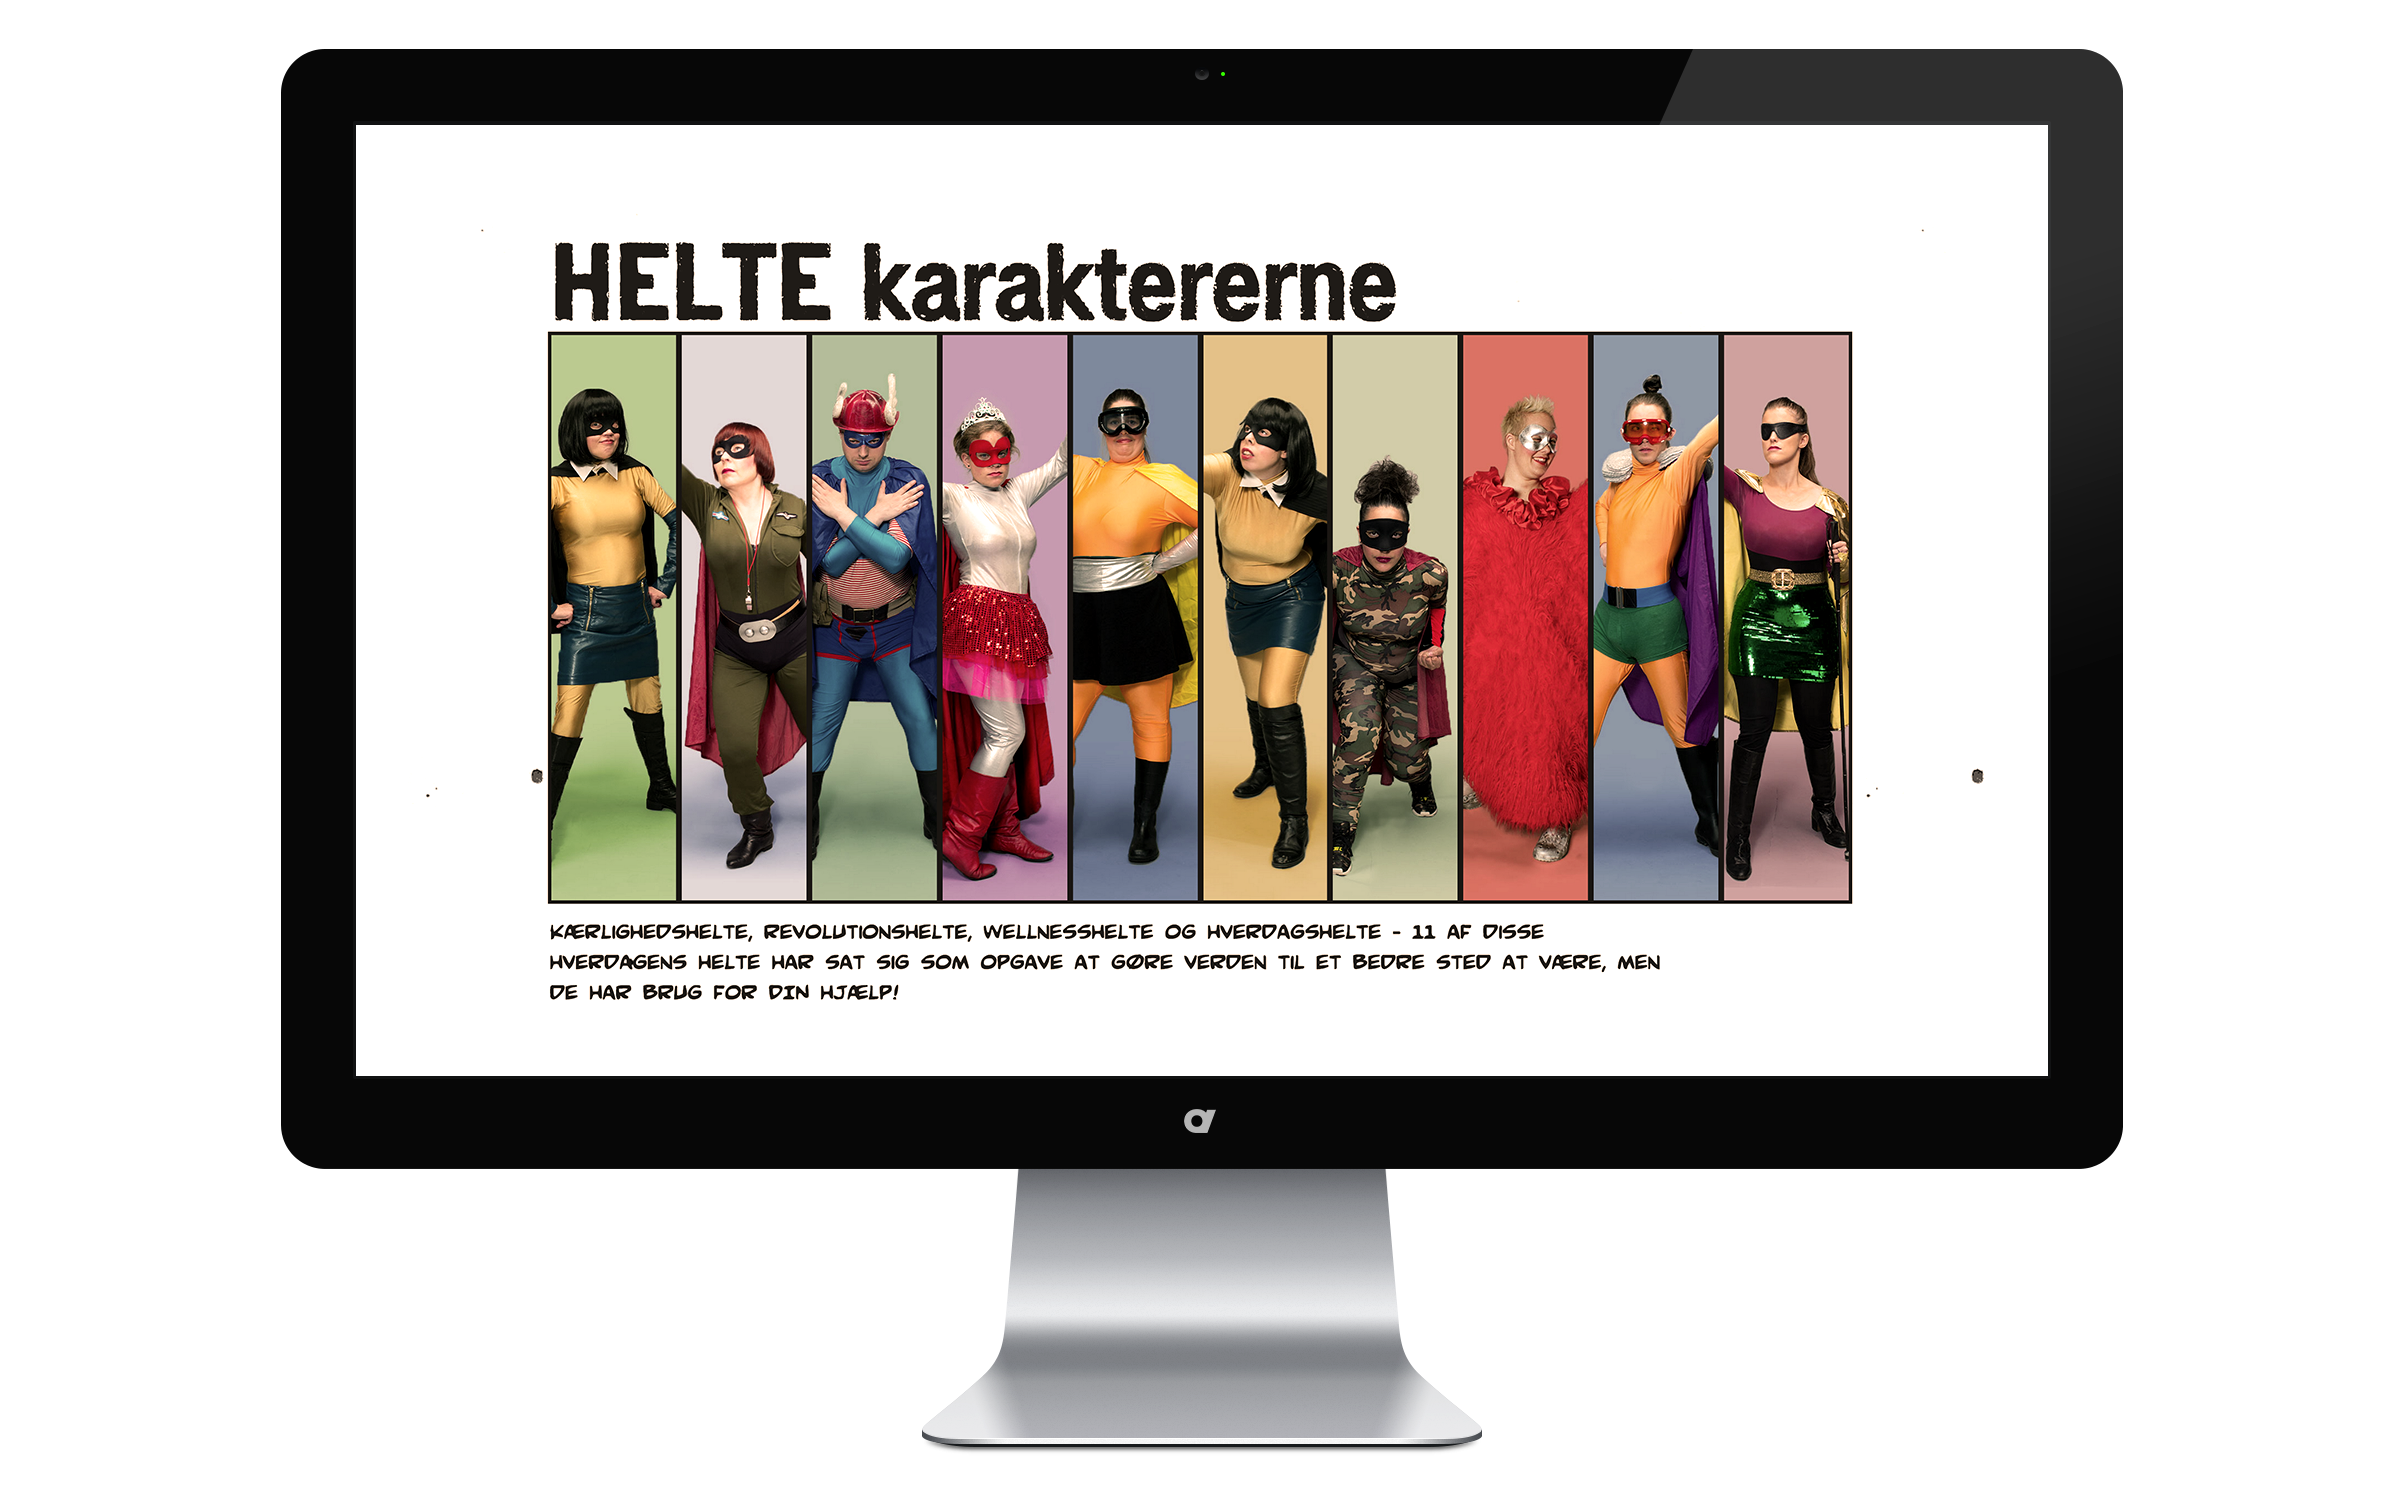 HELTE karaktererne
KÆRLIGHEDSHELTE, REVOLUTIONSHELTE, WELLNESSHELTE OG HVERDAGSHELTE - 11 AF DISSE
HVERDAGENS HELTE HAR SAT SIG SOM OPGAVE AT GØRE VERDEN TIL ET BEDRE STED AT VÆRE, MEN
DE HAR BRUG FOR DIN HJÆLP!